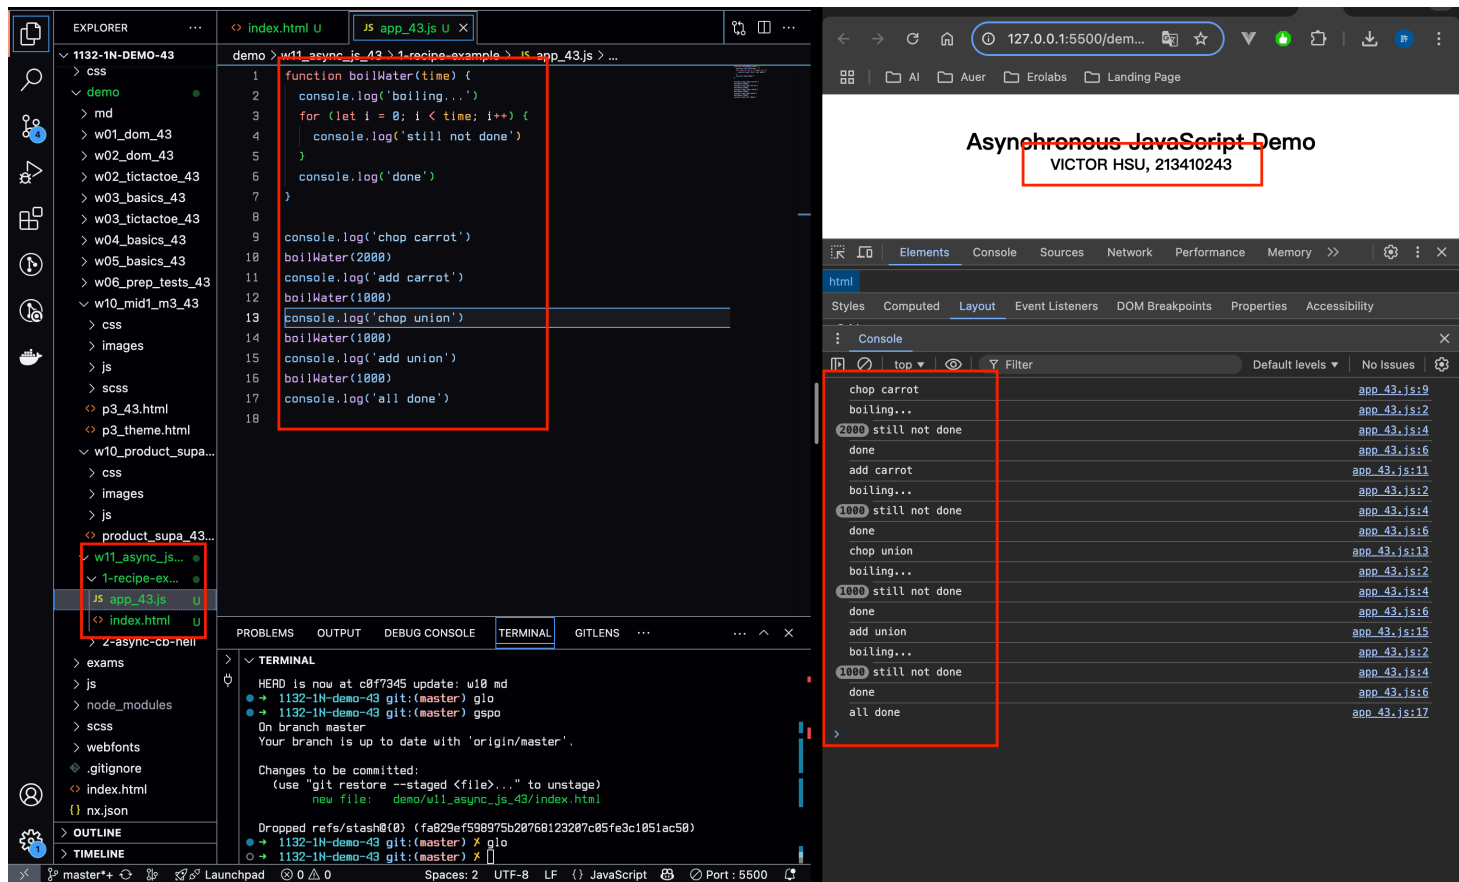 EXPLORER
1132-1N-DEMO-43
css
demo
md
w01_dom_43
w02_dom_43
w02_tictactoe_43
w03_basics_43
w03_tictactoe_43
w04_basics_43
w05_basics_43
w06_prep_tests_43
w10_mid1_m3_43
css
images
js
scss
p3_43.html
p3_theme.html
w10_product_supa...
css
images
js
product_supa_43...
w11_async_js...
1-recipe-ex...
JS app_43.js U
index.html U
2-async-cb-hell
exams
js
node_modules
scss
webfonts
.gitignore
index.html
{} nx.json
OUTLINE
TIMELINE
4
1
<> index.html U
JS app_43.js U
demo > w11_async_js_43 > 1-recipe-example > JS app_43.js > ...
1 function boilWater(time) {
2 console.log('boiling...')
3 for (let i = 0; i < time; i++) {
4 console.log('still not done')
5 }
6 console.log('done')
7 }
8
9 console.log('chop carrot')
10 boilWater(2000)
11 console.log('add carrot')
12 boilWater(1000)
13 console.log('chop union')
14 boilWater(1000)
15 console.log('add union')
16 boilWater(1000)
17 console.log('all done')
18
PROBLEMS OUTPUT DEBUG CONSOLE TERMINAL GITLENS
TERMINAL
HEAD is now at c0f7345 update: w10 md
1132-1N-demo-43 git:(master) glo
1132-1N-demo-43 git:(master) gspo
On branch master
Your branch is up to date with 'origin/master'.
Changes to be committed:
(use "git restore --staged <file>..." to unstage)
new file: demo/w11_async_js_43/index.html
Dropped refs/stash@{0} (fa829ef598975b20768123207c05fe3c1051ac50)
1132-1N-demo-43 git:(master) ✗ glo
1132-1N-demo-43 git:(master) ✗
master*+ Launchpad 0 0 Spaces: 2 UTF-8 LF {} JavaScript Port : 5500
127.0.0.1:5500/dem...
AI Auer Erolabs Landing Page
Asynchronous JavaScript Demo
VICTOR HSU, 213410243
Elements Console Sources Network Performance Memory
html
Styles Computed Layout Event Listeners DOM Breakpoints Properties Accessibility
Console
top Filter Default levels No Issues
chop carrot app_43.js:9
boiling... app_43.js:2
2000 still not done app_43.js:4
done app_43.js:6
add carrot app_43.js:11
boiling... app_43.js:2
1000 still not done app_43.js:4
done app_43.js:6
chop union app_43.js:13
boiling... app_43.js:2
1000 still not done app_43.js:4
done app_43.js:6
add union app_43.js:15
boiling... app_43.js:2
1000 still not done app_43.js:4
done app_43.js:6
all done app_43.js:17